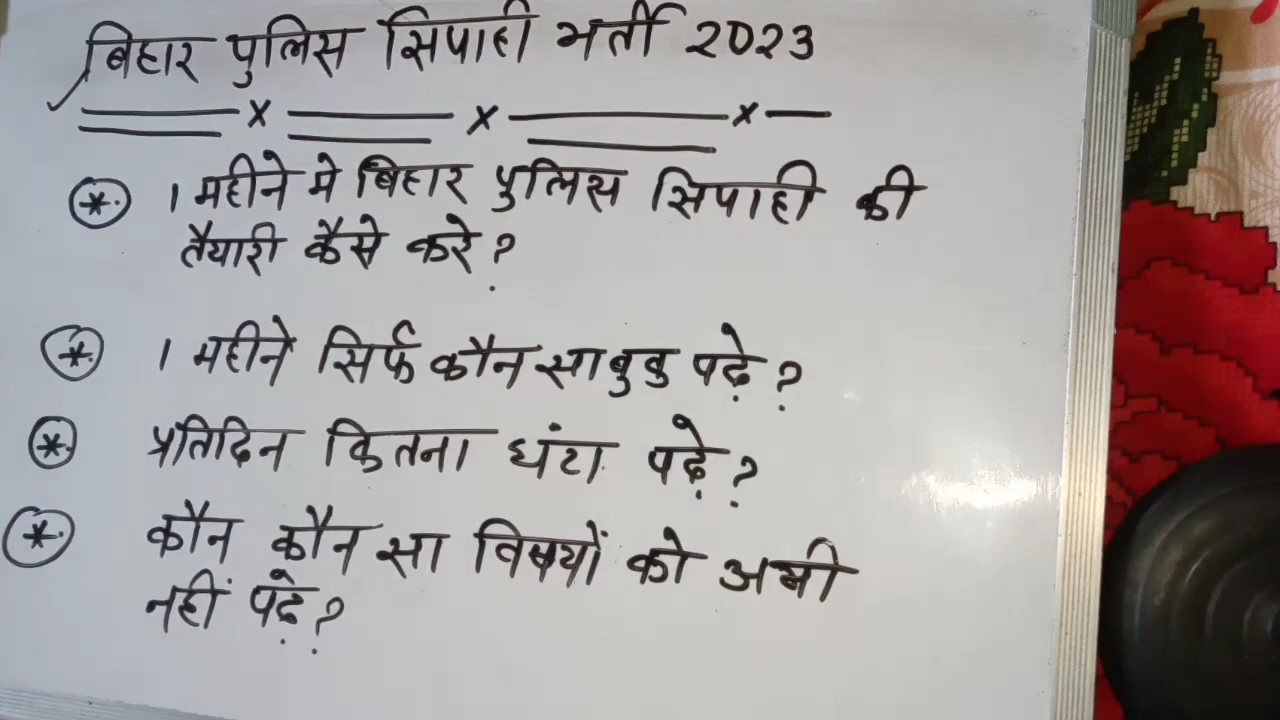 बिहार पुलिस सिपाही भर्ती 2023
1 महीने मे बिहार पुलिस सिपाही की
तैयारी कैसे करे?
1 महीने सिर्फ कौन सा बुक पढ़े?
प्रतिदिन कितना घंटा पढ़े?
कौन कौन सा विषयों को अभी
नहीं पढ़े?